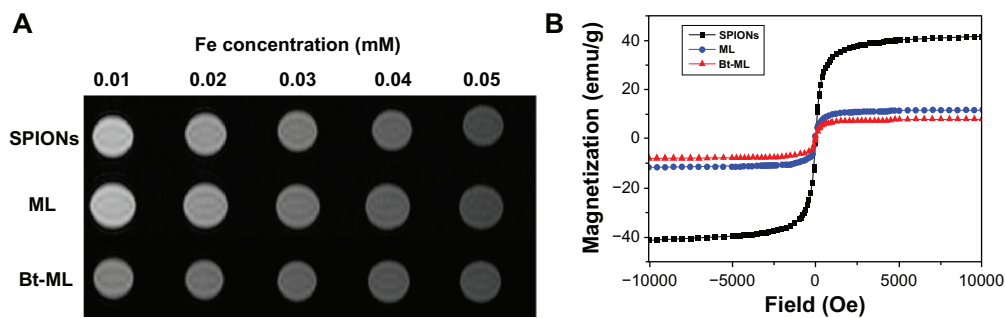 A
Fe concentration (mM)
0.01 0.02 0.03 0.04 0.05
SPIONs
ML
Bt-ML
B
SPIONs
ML
Bt-ML
Magnetization (emu/g)
40
20
0
−20
−40
−10000 −5000 0 5000 10000
Field (Oe)